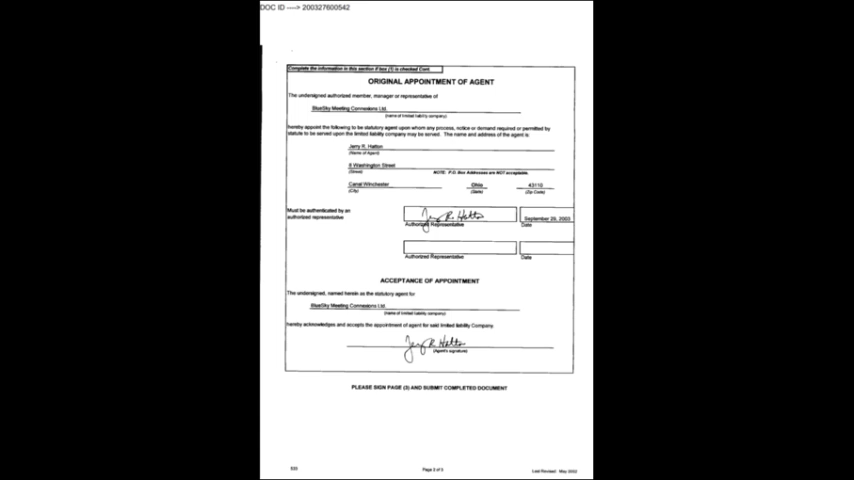 DOC ID ----> 200327600542
Complete the information in this section if box (1) is checked Cont.
ORIGINAL APPOINTMENT OF AGENT
The undersigned authorized member, manager or representative of
BlueSky Meeting Connexions Ltd.
(name of limited liability company)
hereby appoint the following to be statutory agent upon whom any process, notice or demand required or permitted by
statute to be served upon the limited liability company may be served. The name and address of the agent is:
Jerry R. Hatton
(Name of Agent)
8 Washington Street
(Street) NOTE: P.O. Box Addresses are NOT acceptable.
Canal Winchester Ohio 43110
(City) (State) (Zip Code)
Must be authenticated by an
authorized representative
Jerry R. Hatton
September 29, 2003
Authorized Representative Date
Authorized Representative Date
ACCEPTANCE OF APPOINTMENT
The undersigned, named herein as the statutory agent for
BlueSky Meeting Connexions Ltd.
(name of limited liability company)
hereby acknowledges and accepts the appointment of agent for said limited liability Company.
Jerry R. Hatton
(Agent's signature)
PLEASE SIGN PAGE (3) AND SUBMIT COMPLETED DOCUMENT
533 Page 2 of 3 Last Revised: May 2002